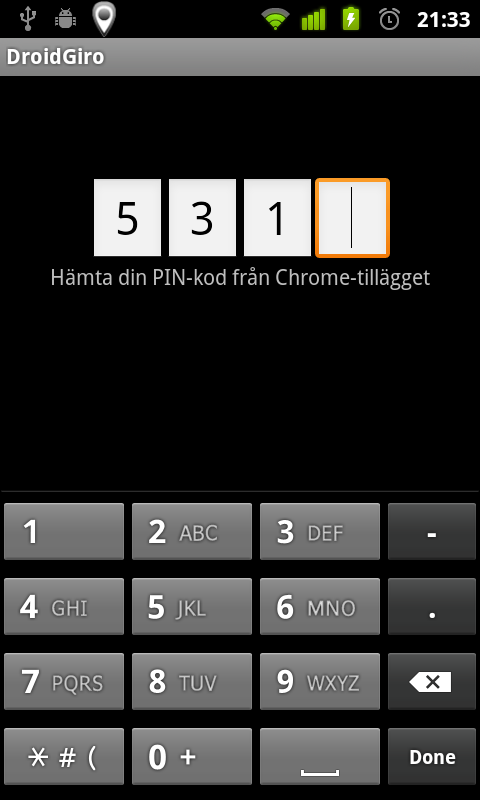 21:33
DroidGiro
5 3 1
Hämta din PIN-kod från Chrome-tillägget
1 2 ABC 3 DEF -
4 GHI 5 JKL 6 MNO .
7 PQRS 8 TUV 9 WXYZ
* # ( 0 + Done